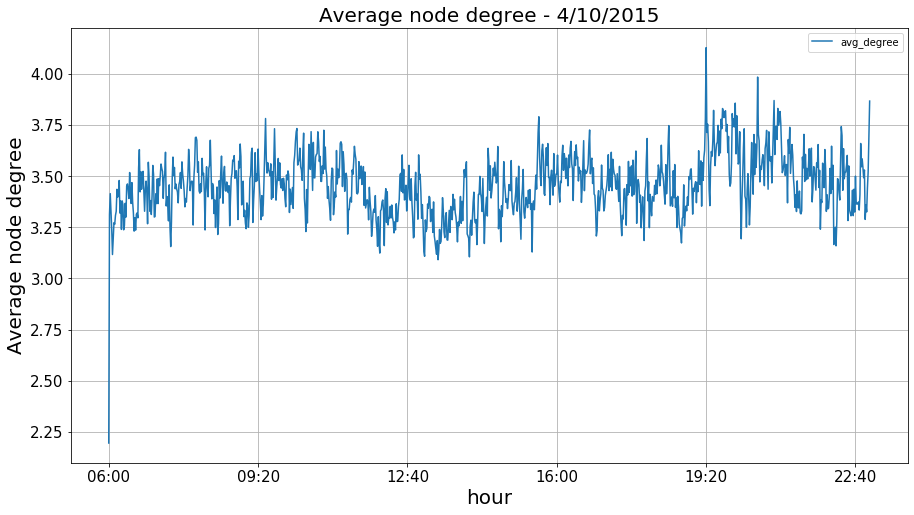 Average node degree - 4/10/2015
avg_degree
Average node degree
4.00
3.75
3.50
3.25
3.00
2.75
2.50
2.25
06:00 09:20 12:40 16:00 19:20 22:40
hour